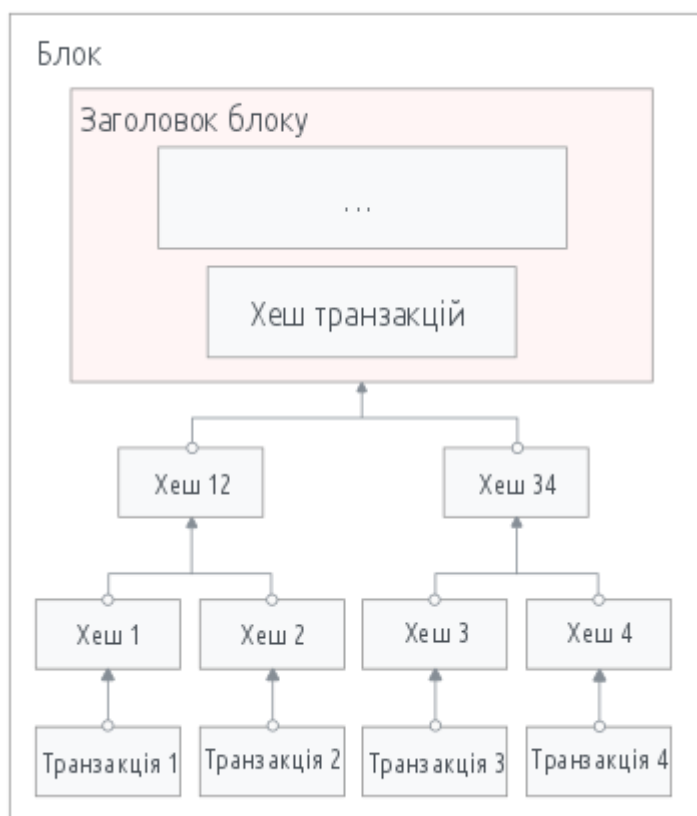 Блок
Заголовок блоку
...
Хеш транзакцій
Хеш 12
Хеш 34
Хеш 1
Хеш 2
Хеш 3
Хеш 4
Транзакція 1
Транзакція 2
Транзакція 3
Транзакція 4